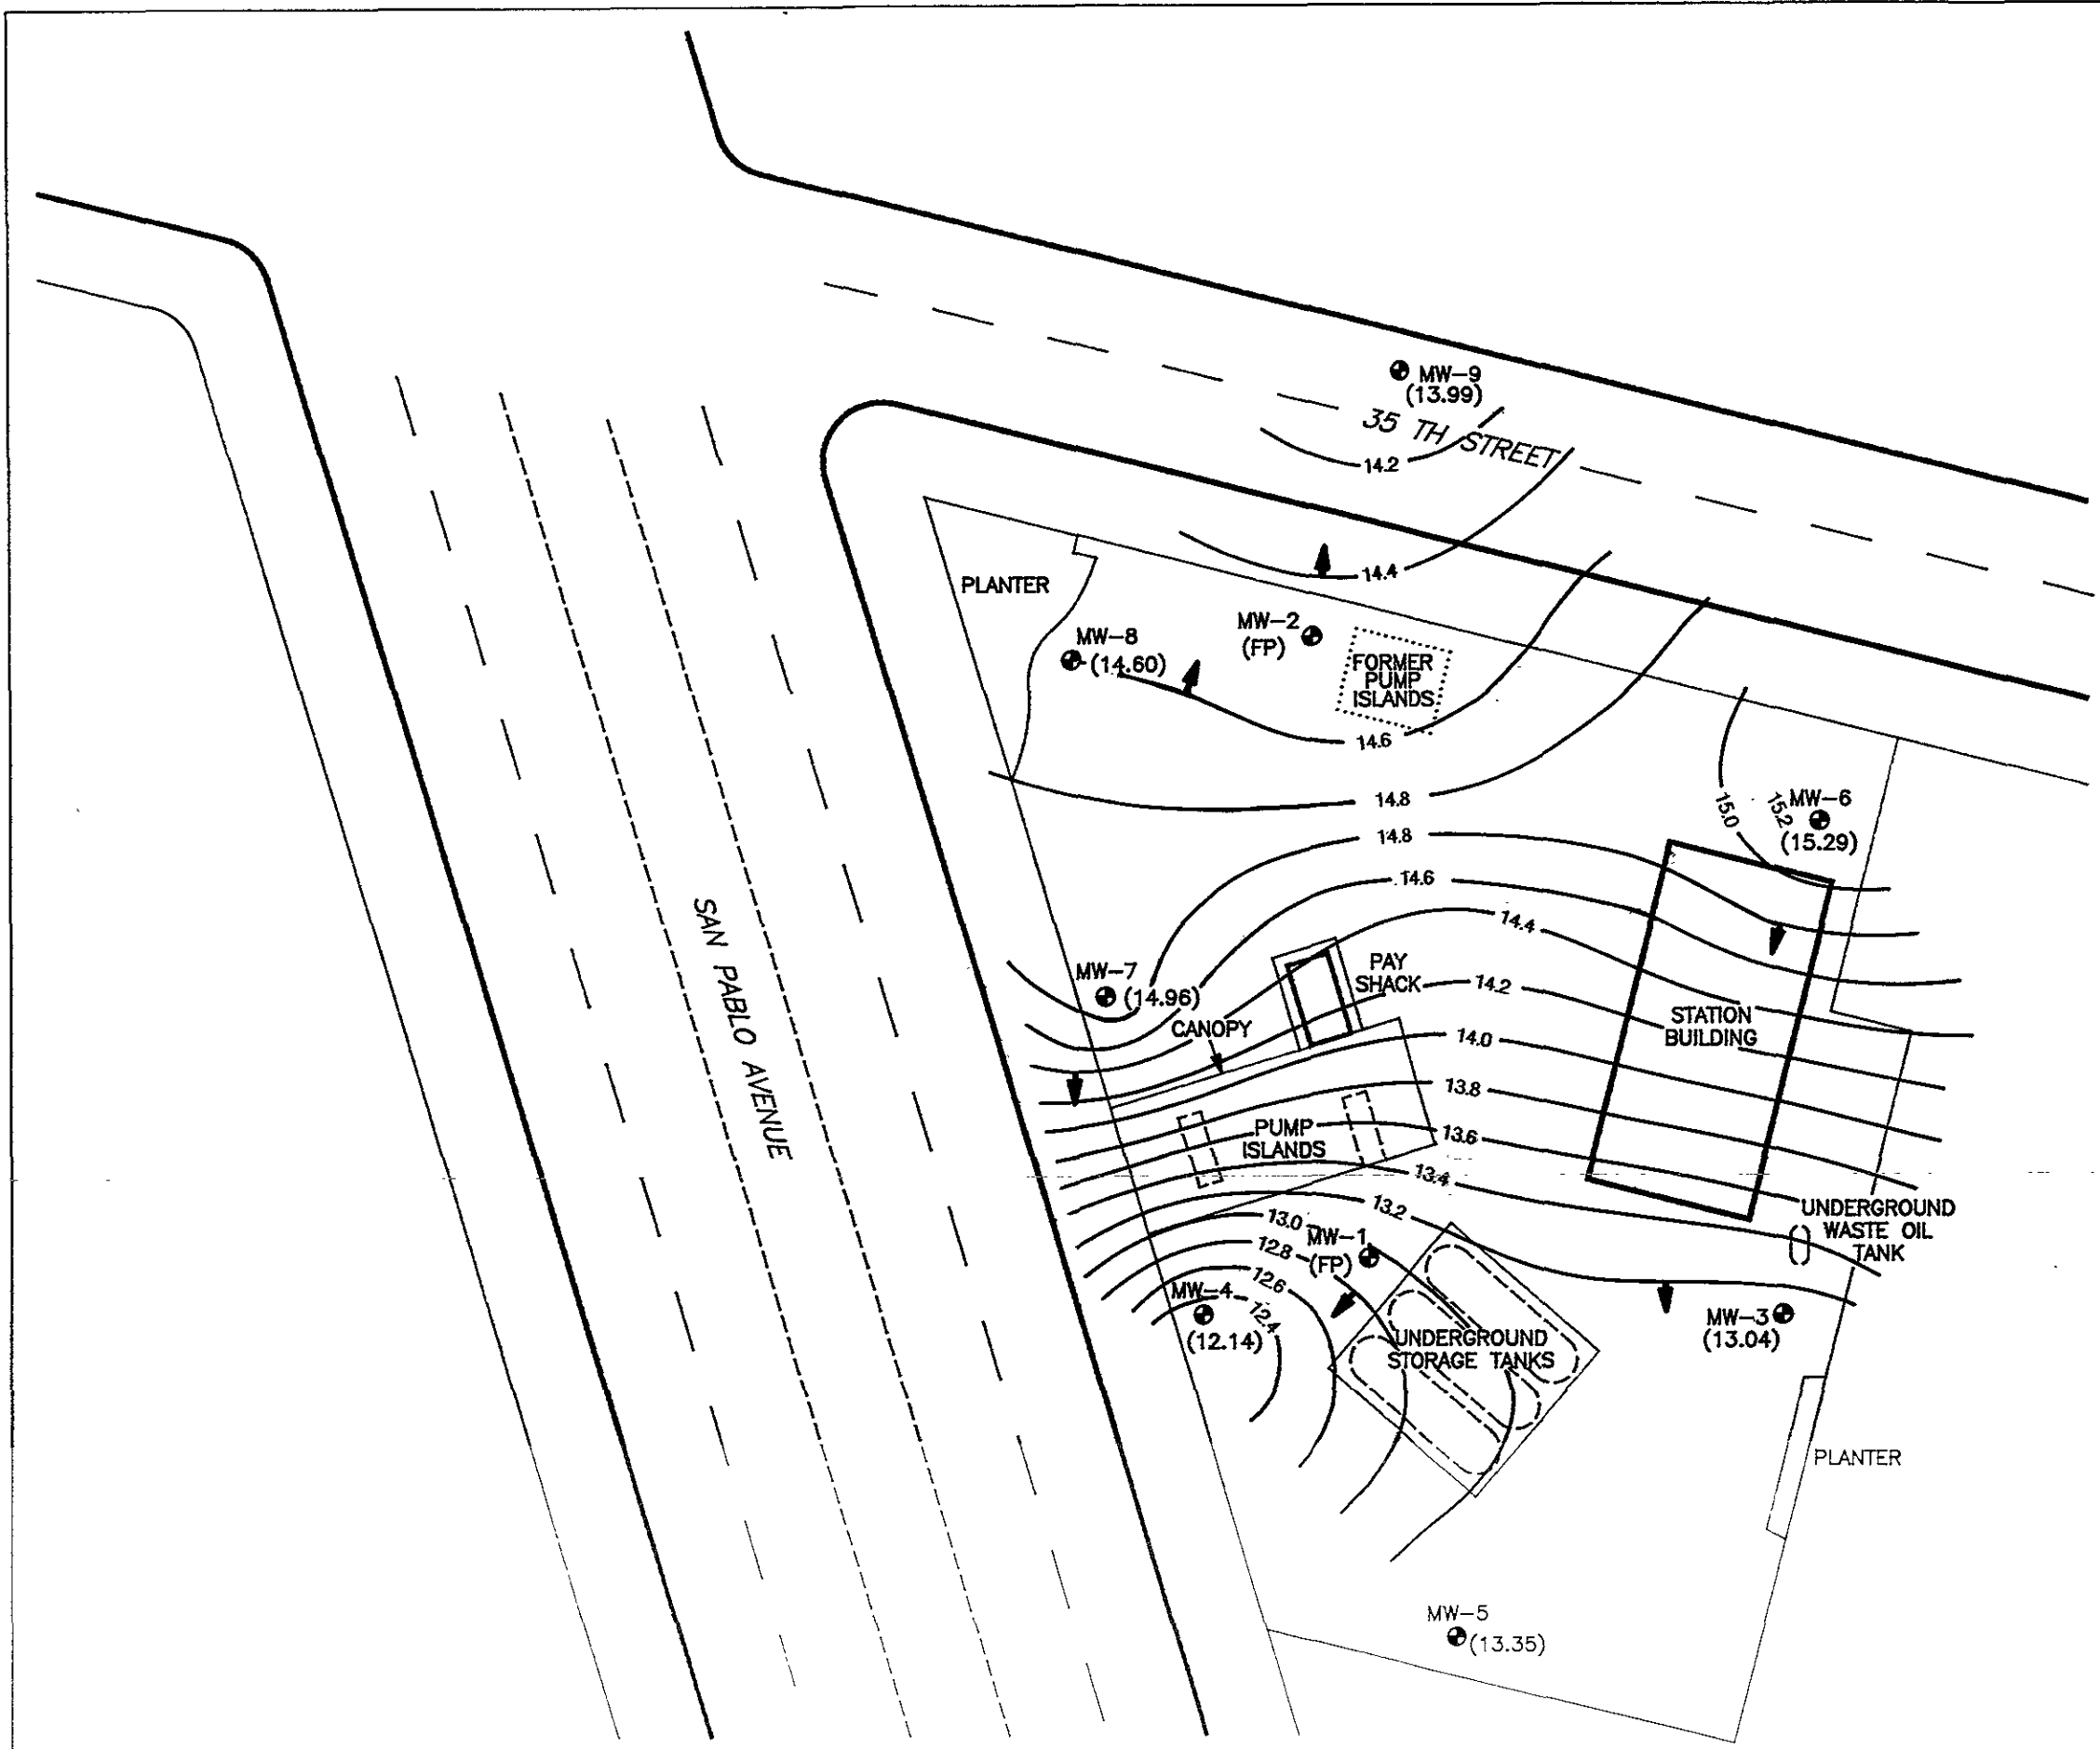 MW-9
(13.99)
35 TH STREET
14.2
14.4
PLANTER
MW-2
(FP)
MW-8
(14.60)
FORMER
PUMP
ISLANDS
14.6
14.8
15.0
15.2
MW-6
(15.29)
14.8
14.6
14.4
MW-7
(14.96)
PAY
SHACK
14.2
CANOPY
STATION
BUILDING
14.0
SAN PABLO AVENUE
13.8
PUMP
ISLANDS
13.6
13.4
13.2
UNDERGROUND
WASTE OIL
TANK
13.0
MW-1
(FP)
12.8
12.6
MW-4
(12.14)
12.4
MW-3
(13.04)
UNDERGROUND
STORAGE TANKS
PLANTER
MW-5
(13.35)